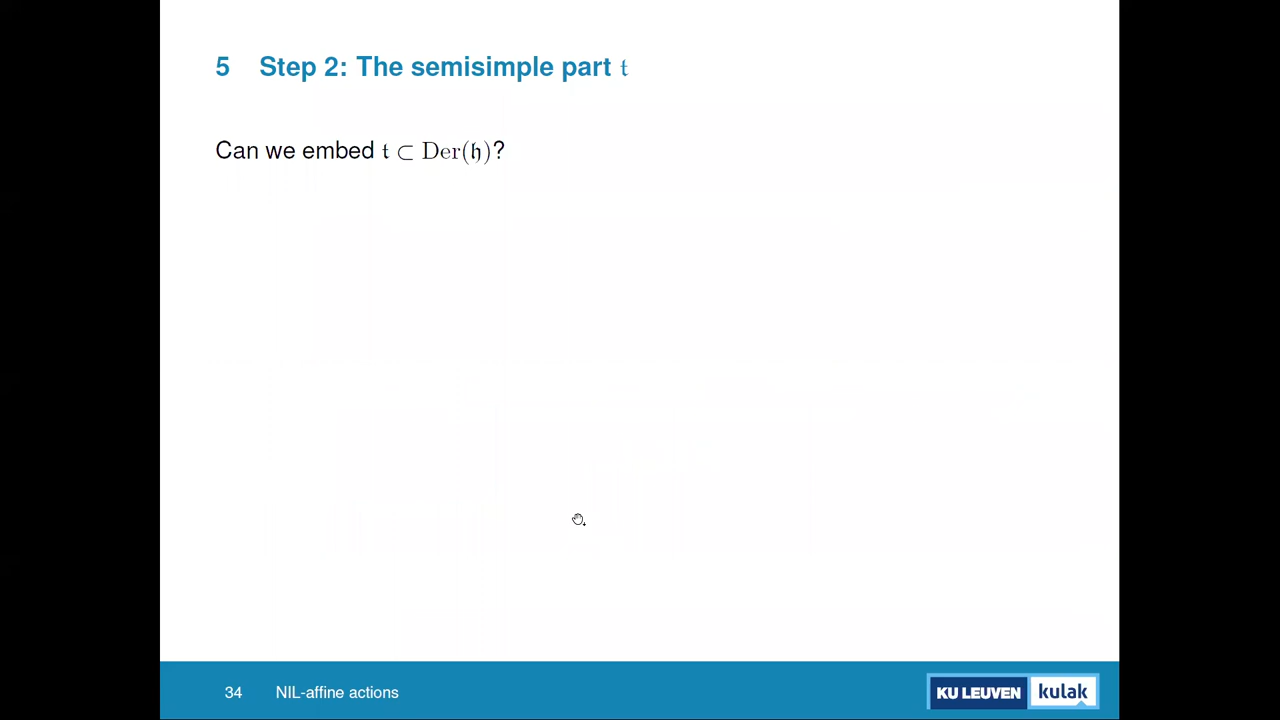 5 Step 2: The semisimple part 𝔱
Can we embed 𝔱 ⊂ Der(𝔥)?
34 NIL-affine actions
KU LEUVEN kulak